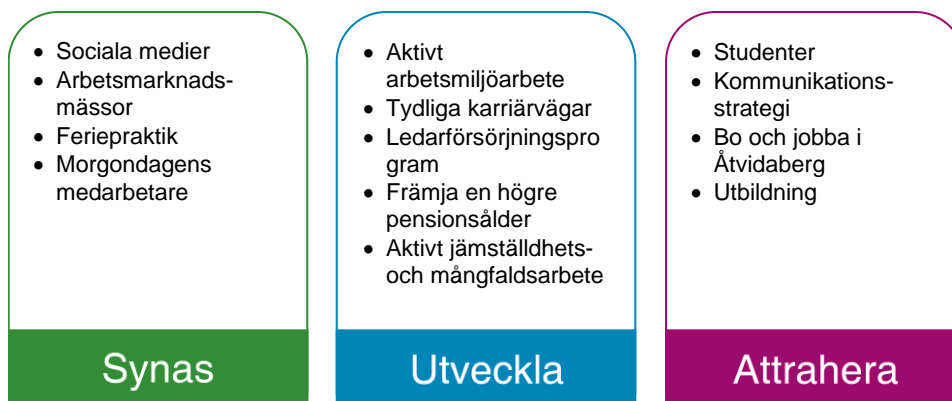 • Sociala medier
• Arbetsmarknads-
mässor
• Feriepraktik
• Morgondagens
medarbetare
Synas
• Aktivt
arbetsmiljöarbete
• Tydliga karriärvägar
• Ledarförsörjningspro
gram
• Främja en högre
pensionsålder
• Aktivt jämställdhets-
och mångfaldsarbete
Utveckla
• Studenter
• Kommunikations-
strategi
• Bo och jobba i
Åtvidaberg
• Utbildning
Attrahera